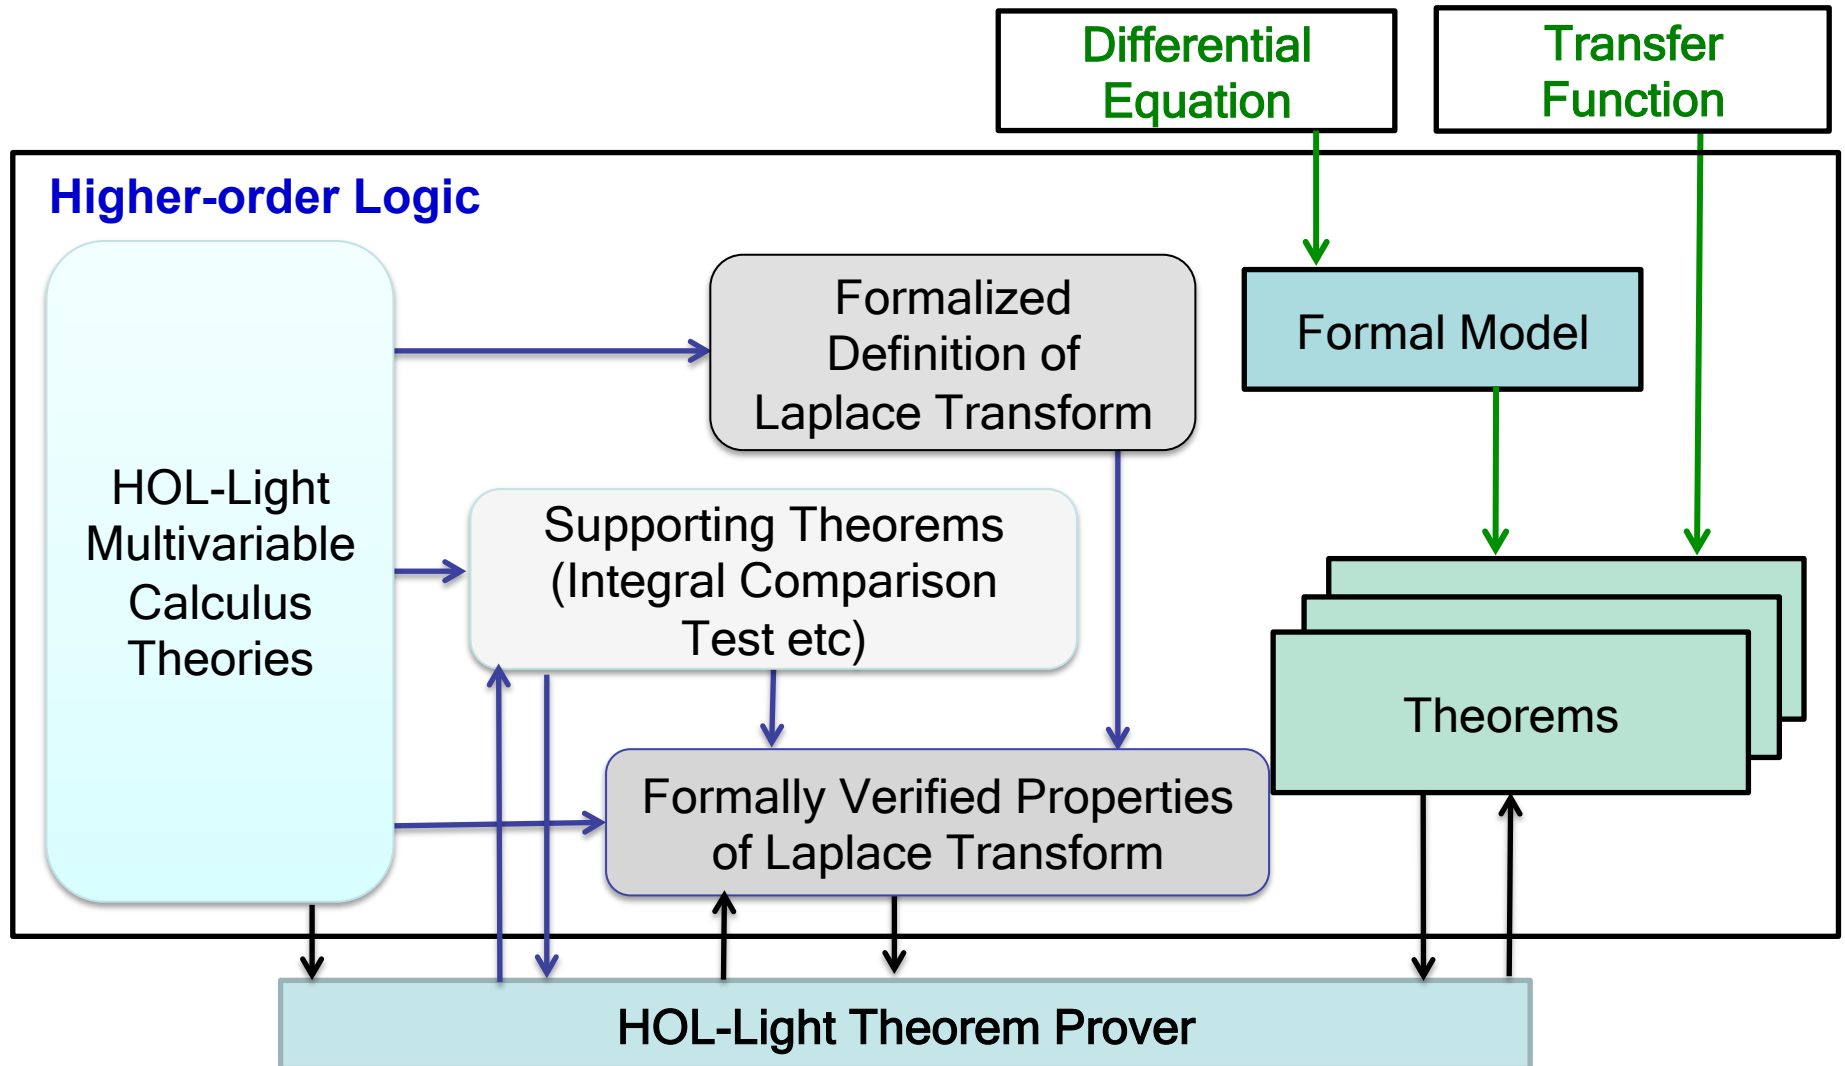 Differential
Equation
Transfer
Function
Higher-order Logic
HOL-Light
Multivariable
Calculus
Theories
Formalized
Definition of
Laplace Transform
Formal Model
Supporting Theorems
(Integral Comparison
Test etc)
Theorems
Formally Verified Properties
of Laplace Transform
HOL-Light Theorem Prover